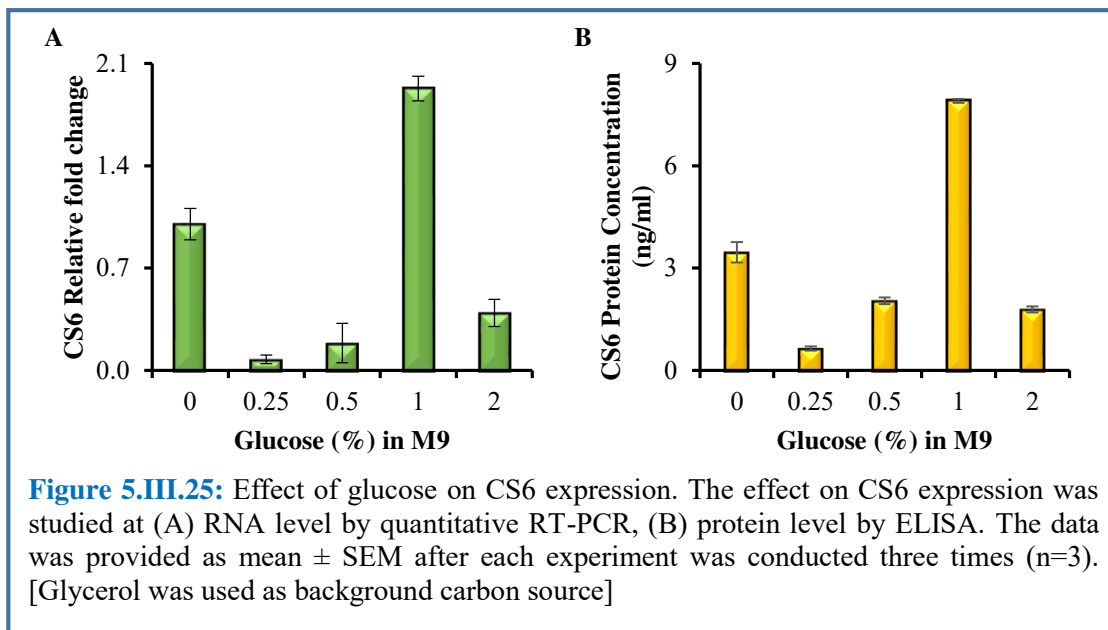 A
2.1
1.4
0.7
0.0
CS6 Relative fold change
0 0.25 0.5 1 2
Glucose (%) in M9
B
9
6
3
0
CS6 Protein Concentration
(ng/ml)
0 0.25 0.5 1 2
Glucose (%) in M9
Figure 5.III.25: Effect of glucose on CS6 expression. The effect on CS6 expression was
studied at (A) RNA level by quantitative RT-PCR, (B) protein level by ELISA. The data
was provided as mean ± SEM after each experiment was conducted three times (n=3).
[Glycerol was used as background carbon source]